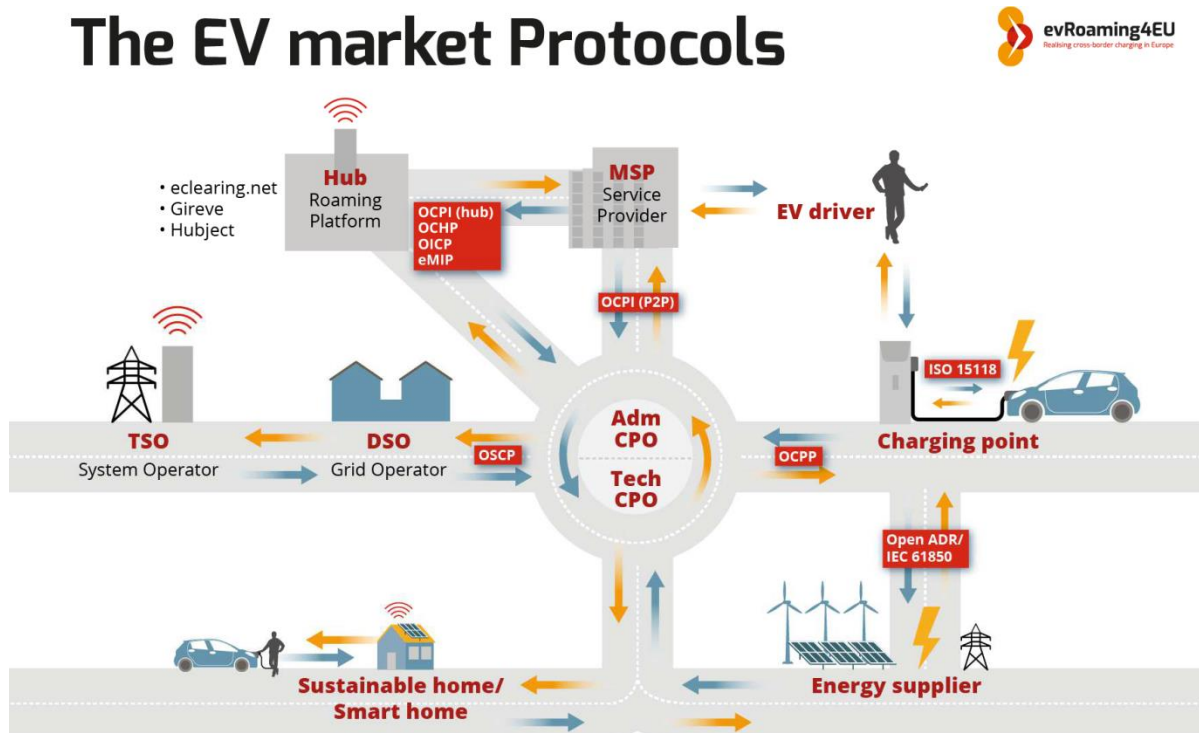 The EV market Protocols
evRoaming4EU
Realising cross-border charging in Europe
• eclearing.net
• Gireve
• Hubject
Hub
Roaming
Platform
OCPI (hub)
OCHP
OICP
eMIP
MSP
Service
Provider
EV driver
OCPI (P2P)
ISO 15118
TSO
System Operator
DSO
Grid Operator
OSCP
Adm
CPO
Tech
CPO
OCPP
Charging point
Open ADR/
IEC 61850
Sustainable home/
Smart home
Energy supplier